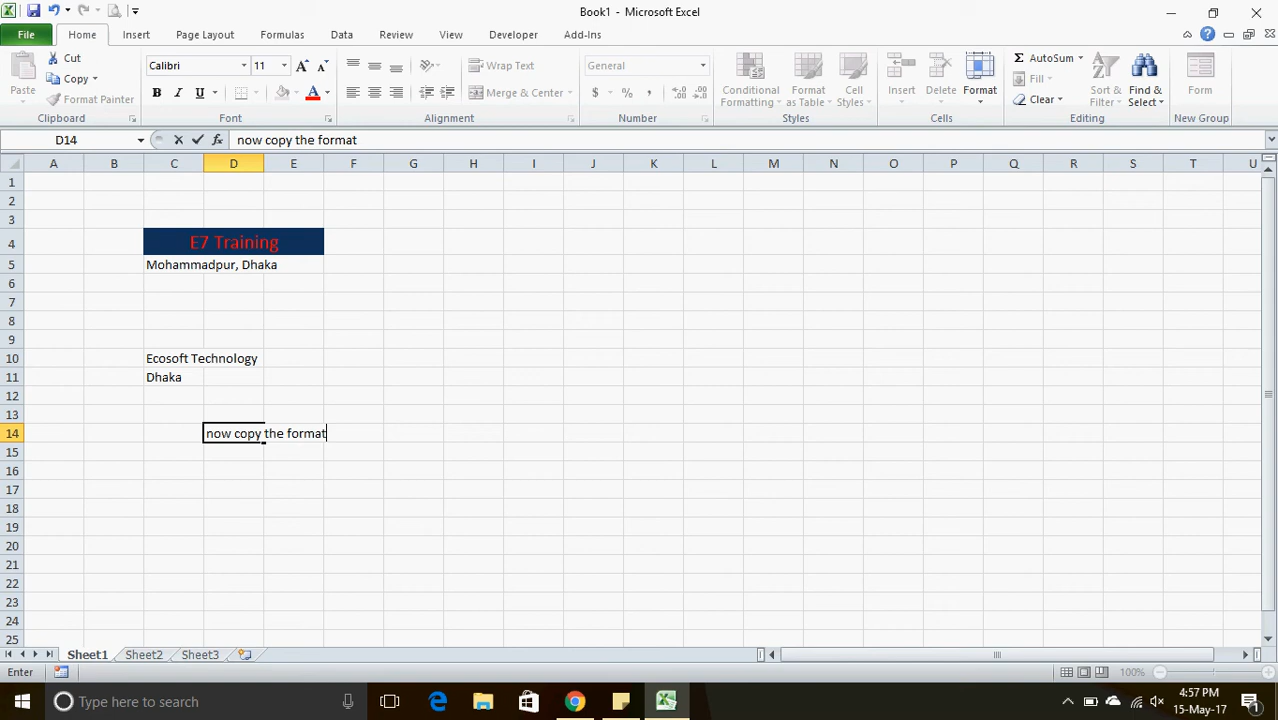 Book1 - Microsoft Excel
File Home Insert Page Layout Formulas Data Review View Developer Add-Ins
Paste
Cut
Copy
Format Painter
Clipboard
Calibri 11
B I U
Font
Wrap Text
Merge & Center
Alignment
General
$ % ,
Number
Conditional Formatting
Format as Table
Cell Styles
Styles
Insert
Delete
Format
Cells
Σ AutoSum
Fill
Clear
Sort & Filter
Find & Select
Editing
Form
New Group
D14 fx now copy the format
A B C D E F G H I J K L M N O P Q R S T U
1
2
3
4 E7 Training
5 Mohammadpur, Dhaka
6
7
8
9
10 Ecosoft Technology
11 Dhaka
12
13
14 now copy the format
15
16
17
18
19
20
21
22
23
24
25
Sheet1 Sheet2 Sheet3
Enter 100%
Type here to search
4:57 PM
15-May-17
1